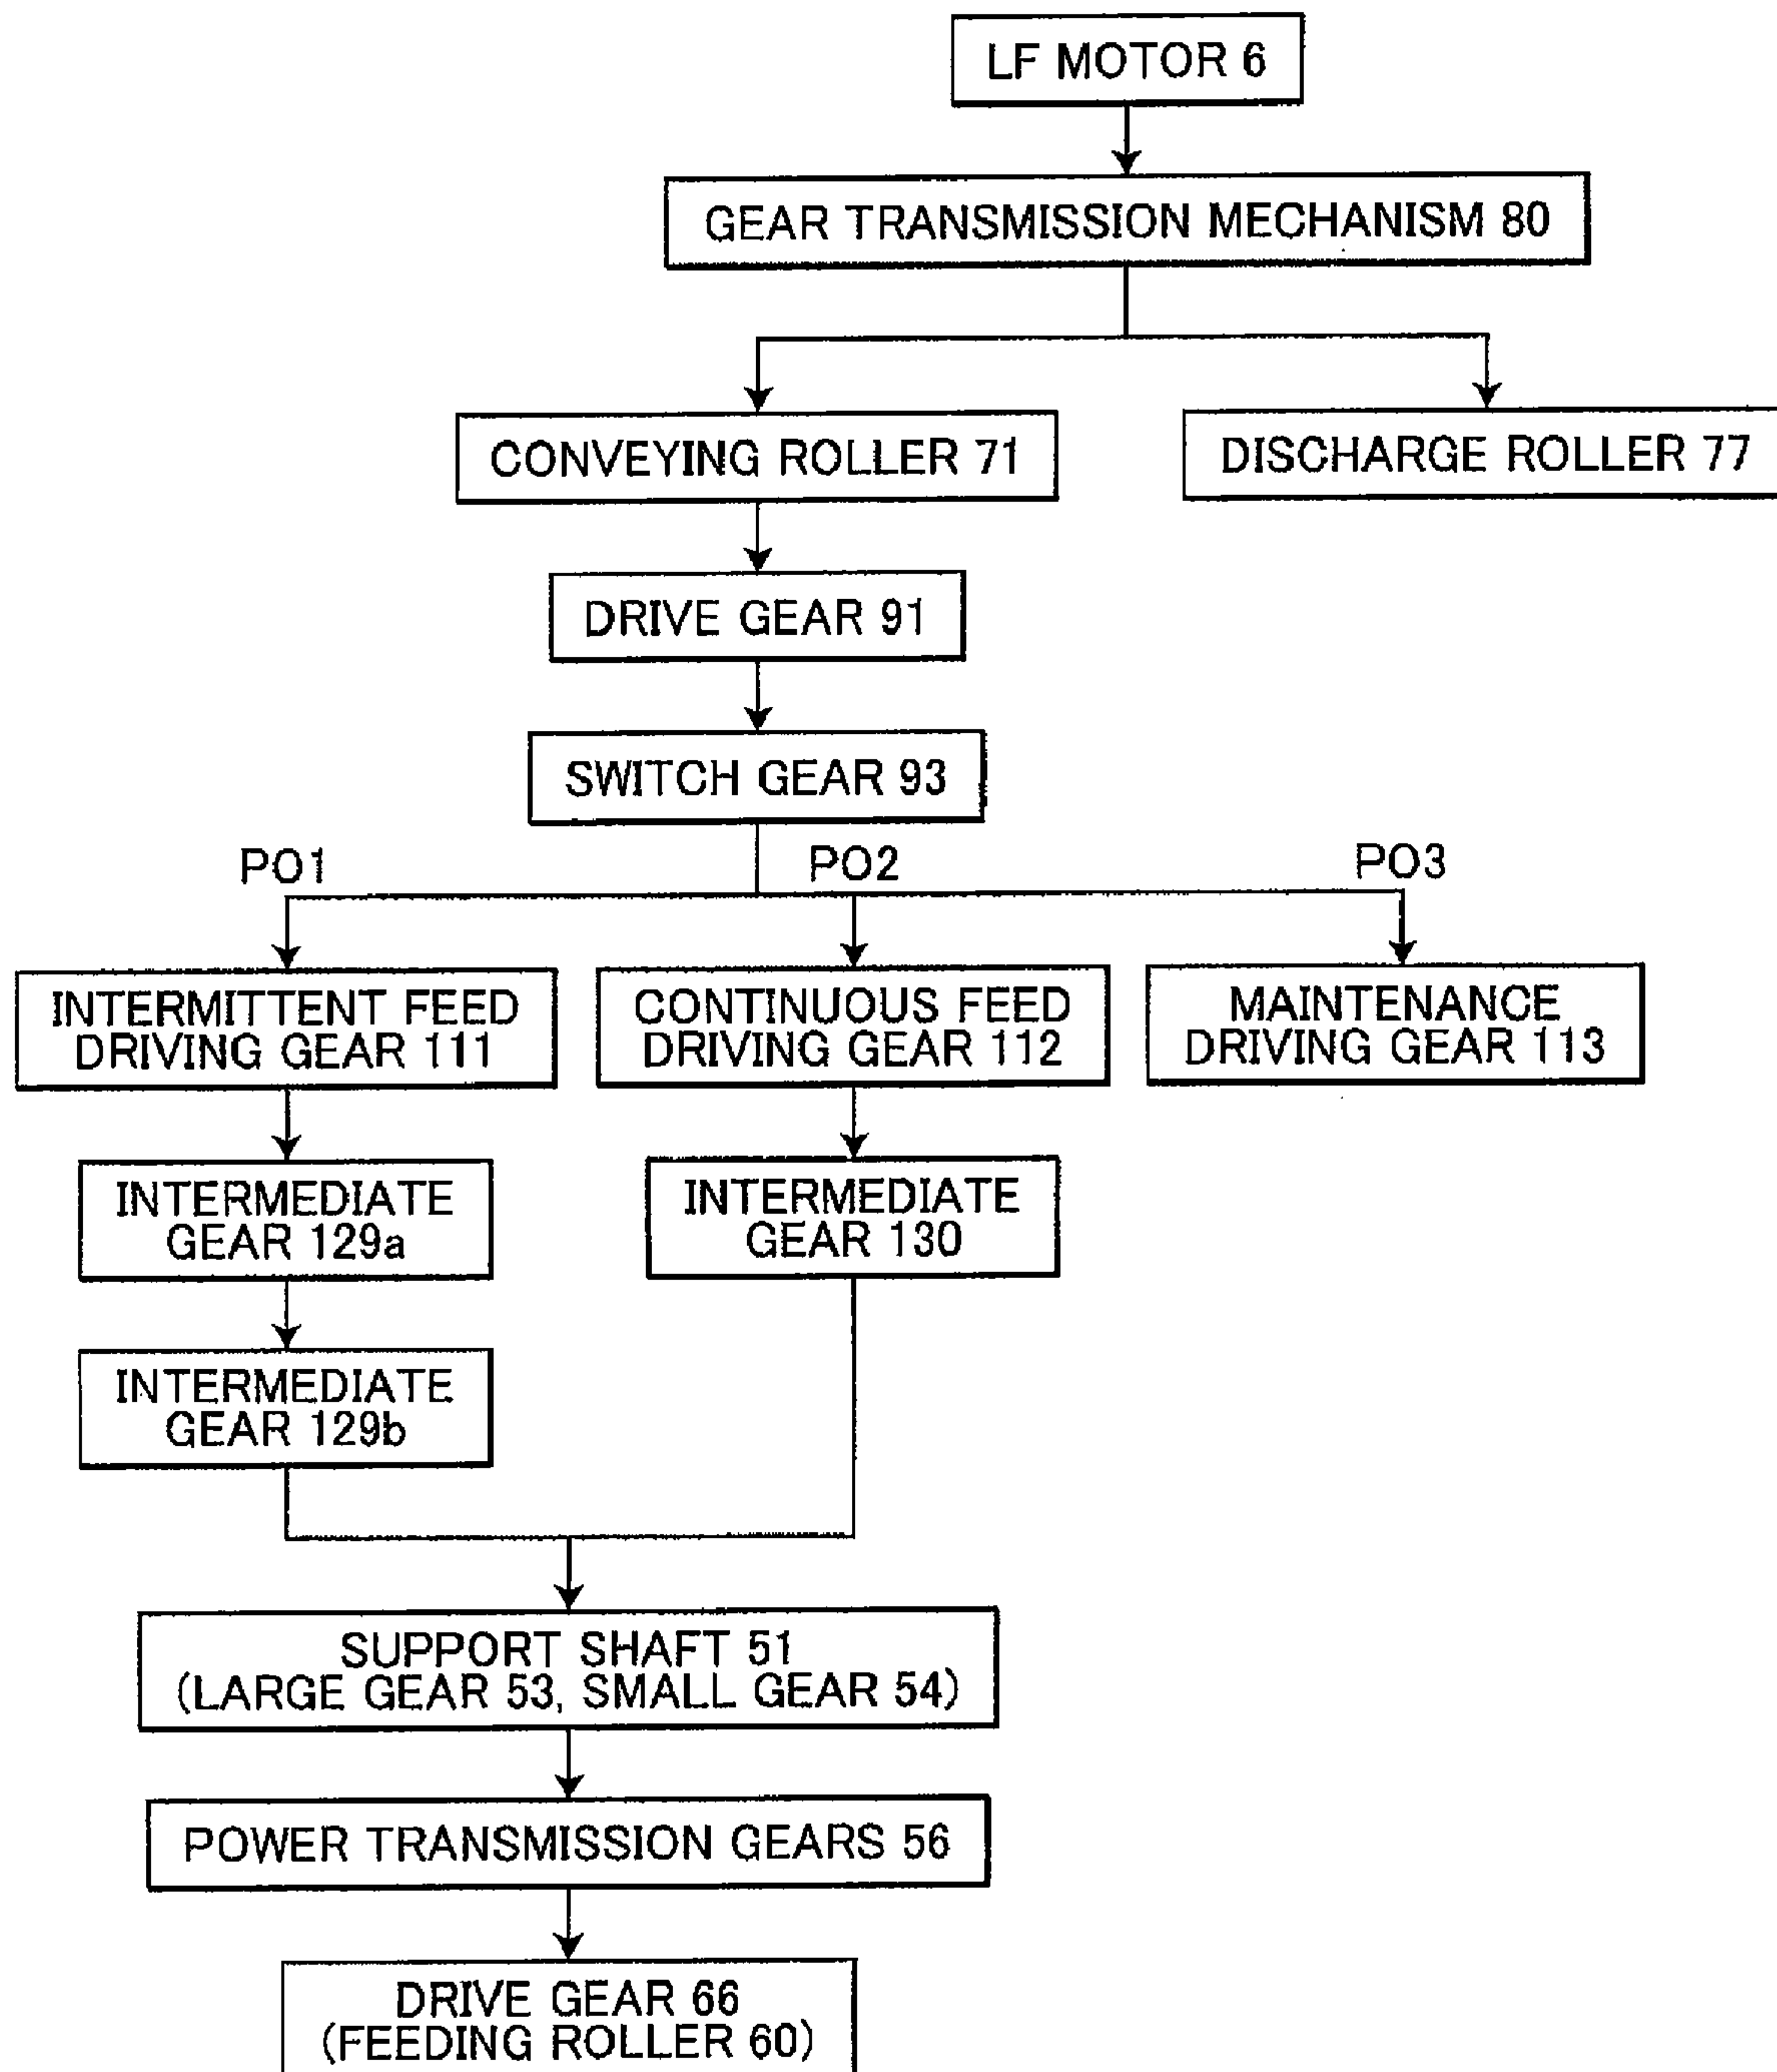 LF MOTOR 6
GEAR TRANSMISSION MECHANISM 80
CONVEYING ROLLER 71
DISCHARGE ROLLER 77
DRIVE GEAR 91
SWITCH GEAR 93
PO1
PO2
PO3
INTERMITTENT FEED
DRIVING GEAR 111
CONTINUOUS FEED
DRIVING GEAR 112
MAINTENANCE
DRIVING GEAR 113
INTERMEDIATE
GEAR 129a
INTERMEDIATE
GEAR 130
INTERMEDIATE
GEAR 129b
SUPPORT SHAFT 51
(LARGE GEAR 53, SMALL GEAR 54)
POWER TRANSMISSION GEARS 56
DRIVE GEAR 66
(FEEDING ROLLER 60)